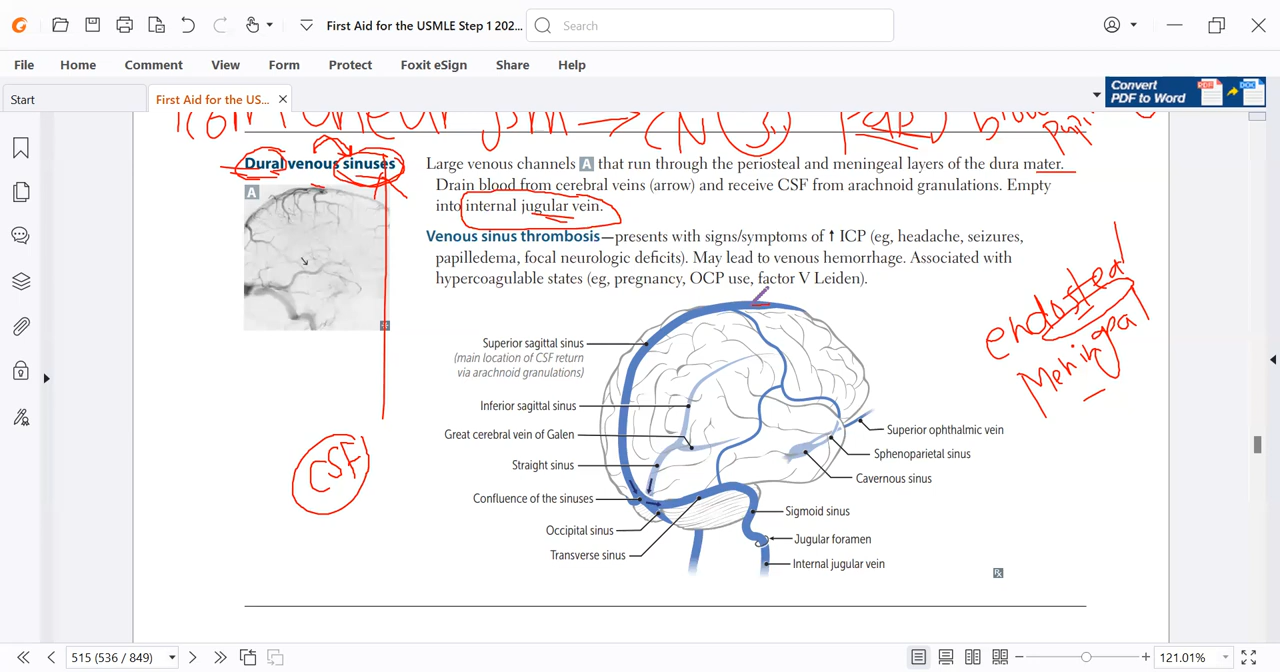 First Aid for the USMLE Step 1 202...
Search
File Home Comment View Form Protect Foxit eSign Share Help
Start
First Aid for the US...
Convert
PDF to Word
Dural venous sinuses
A
Large venous channels A that run through the periosteal and meningeal layers of the dura mater.
Drain blood from cerebral veins (arrow) and receive CSF from arachnoid granulations. Empty
into internal jugular vein.
Venous sinus thrombosis—presents with signs/symptoms of ↑ ICP (eg, headache, seizures,
papilledema, focal neurologic deficits). May lead to venous hemorrhage. Associated with
hypercoagulable states (eg, pregnancy, OCP use, factor V Leiden).
endosteal
Meningeal
CSF
Superior sagittal sinus
(main location of CSF return
via arachnoid granulations)
Inferior sagittal sinus
Great cerebral vein of Galen
Straight sinus
Confluence of the sinuses
Occipital sinus
Transverse sinus
Superior ophthalmic vein
Sphenoparietal sinus
Cavernous sinus
Sigmoid sinus
Jugular foramen
Internal jugular vein
515 (536 / 849)
121.01%